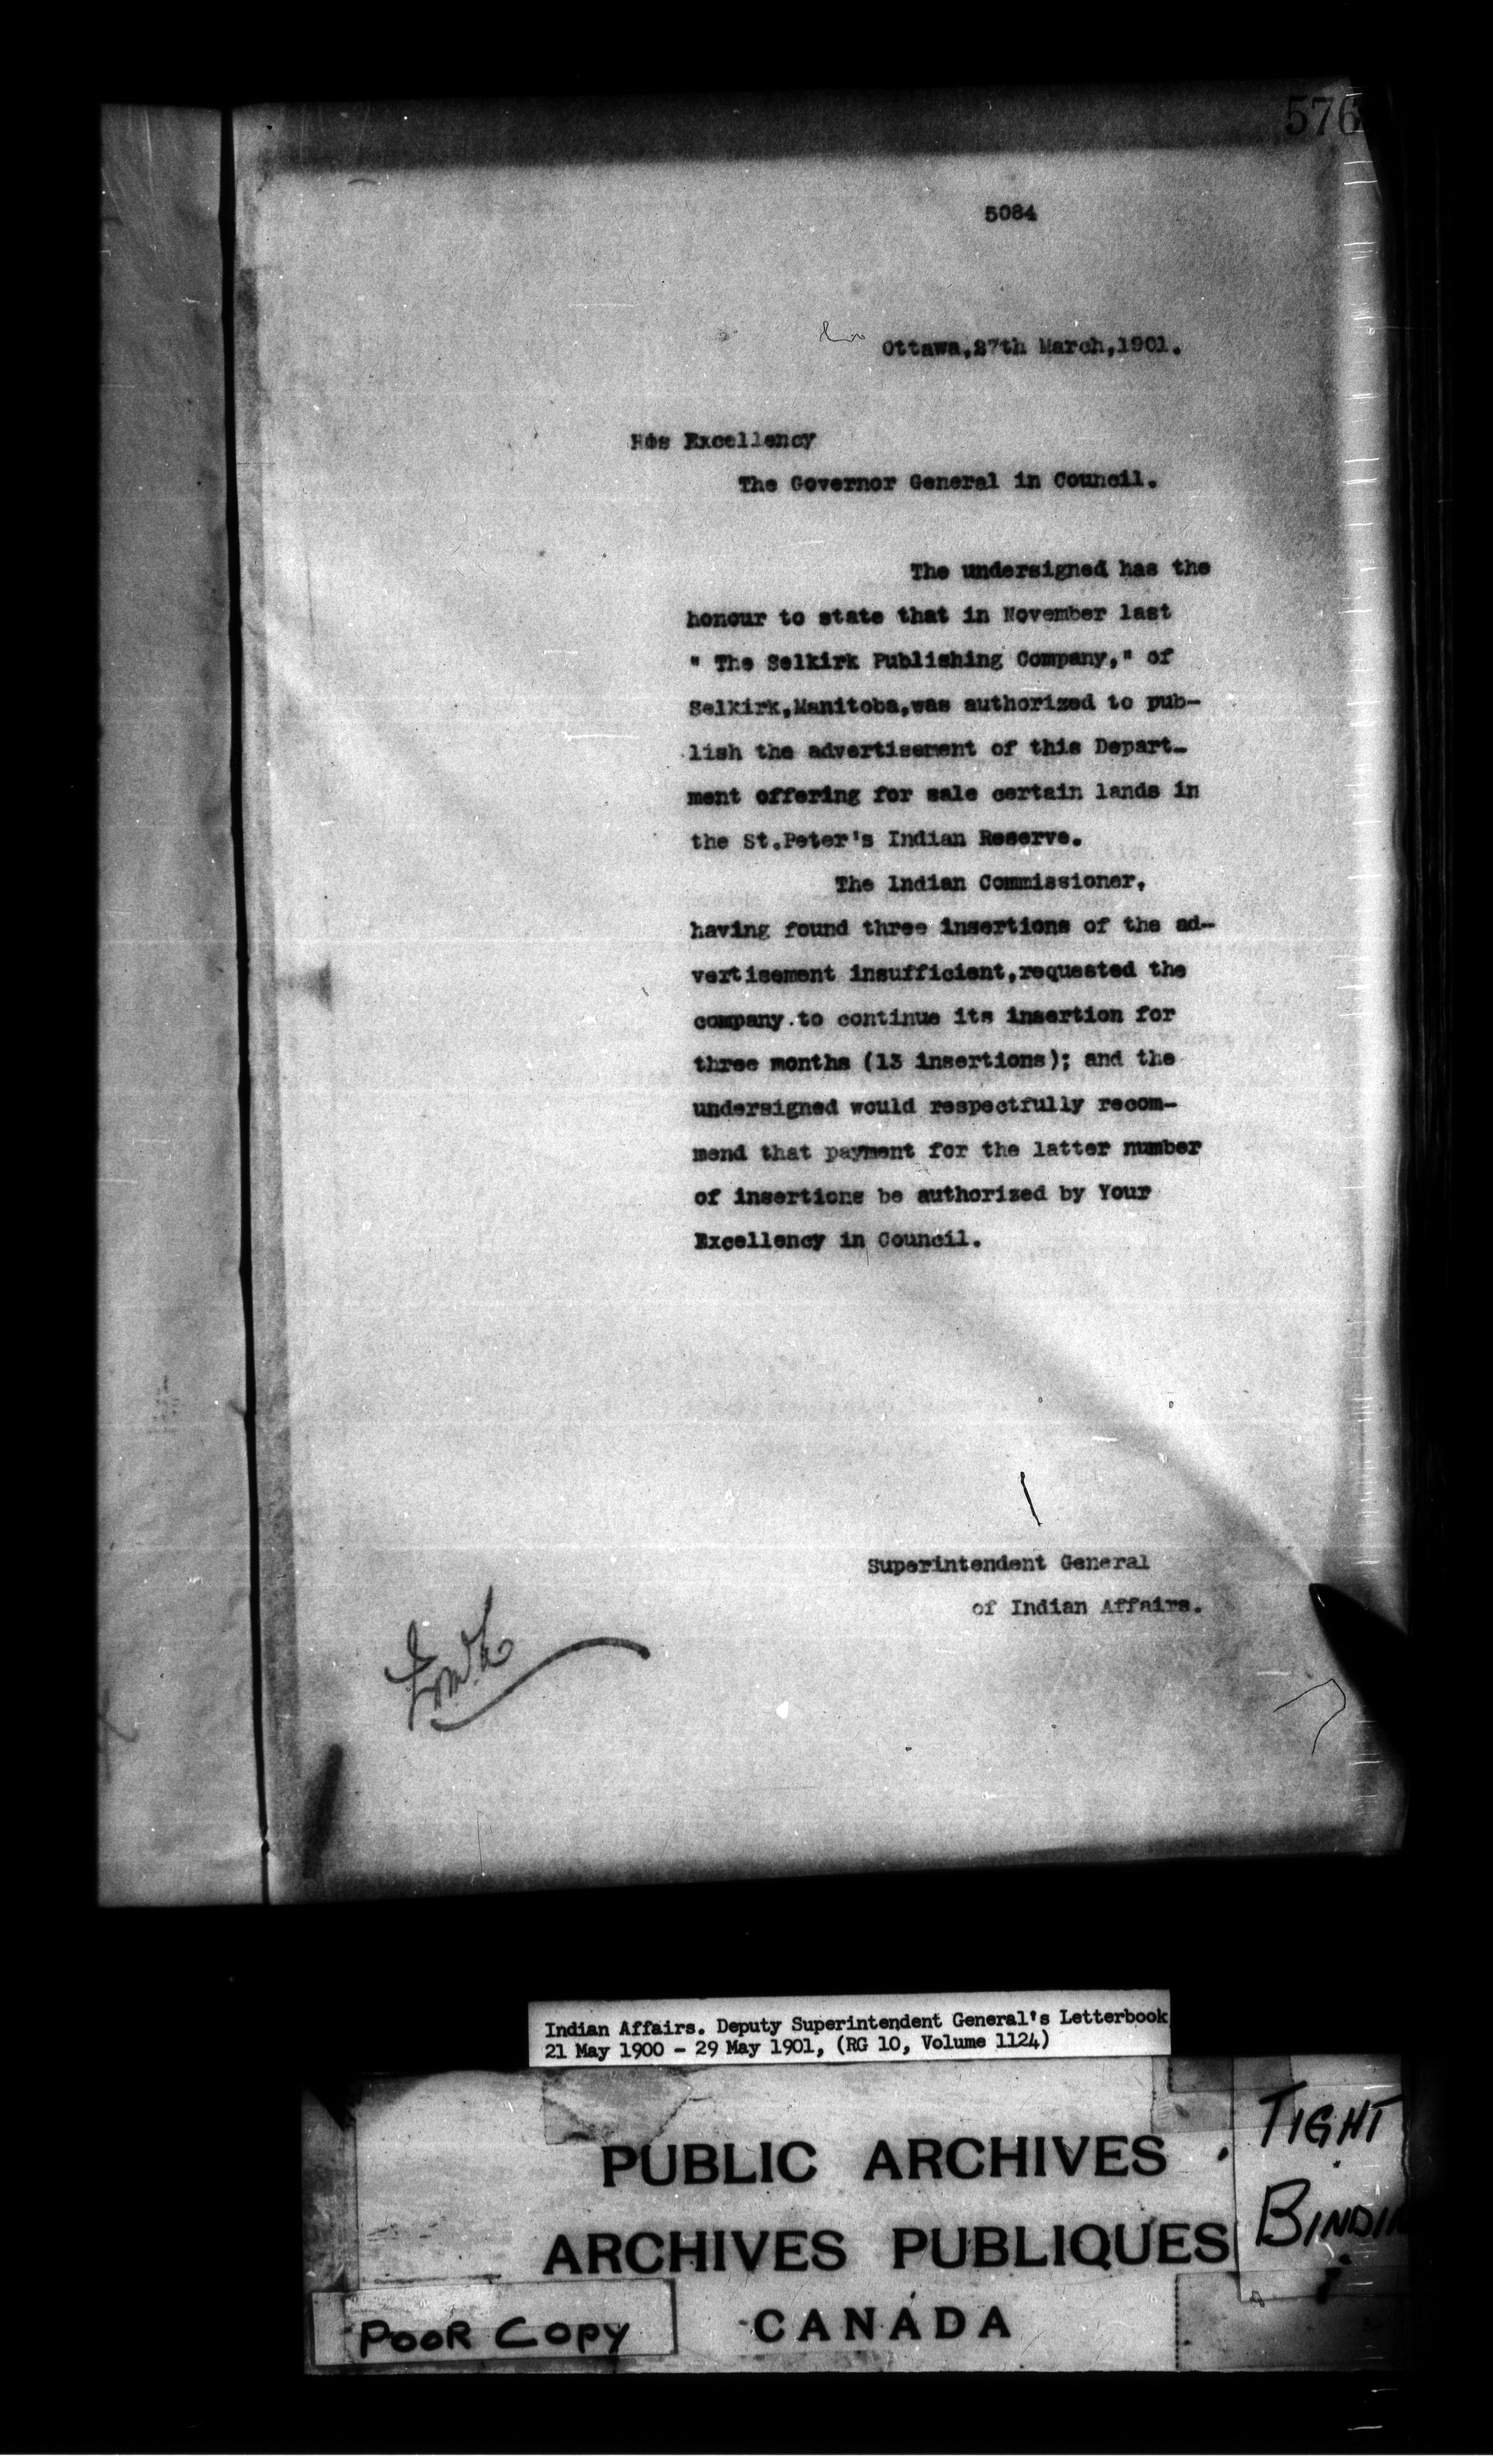 576
5084
Ottawa,27th March,1901.
His Excellency
The Governor General in Council.
The undersigned has the
honour to state that in November last
" The Selkirk Publishing Company," of
Selkirk,Manitoba,was authorized to pub-
lish the advertisement of this Depart-
ment offering for sale certain lands in
the St.Peter's Indian Reserve.
The Indian Commissioner,
having found three insertions of the ad-
vertisement insufficient,requested the
company to continue its insertion for
three months (13 insertions); and the
undersigned would respectfully recom-
mend that payment for the latter number
of insertions be authorized by Your
Excellency in Council.
Superintendent General
of Indian Affairs.
Indian Affairs. Deputy Superintendent General's Letterbook
21 May 1900 - 29 May 1901, (RG 10, Volume 1124)
PUBLIC ARCHIVES
ARCHIVES PUBLIQUES
CANADA
TIGHT
BINDIN
POOR COPY